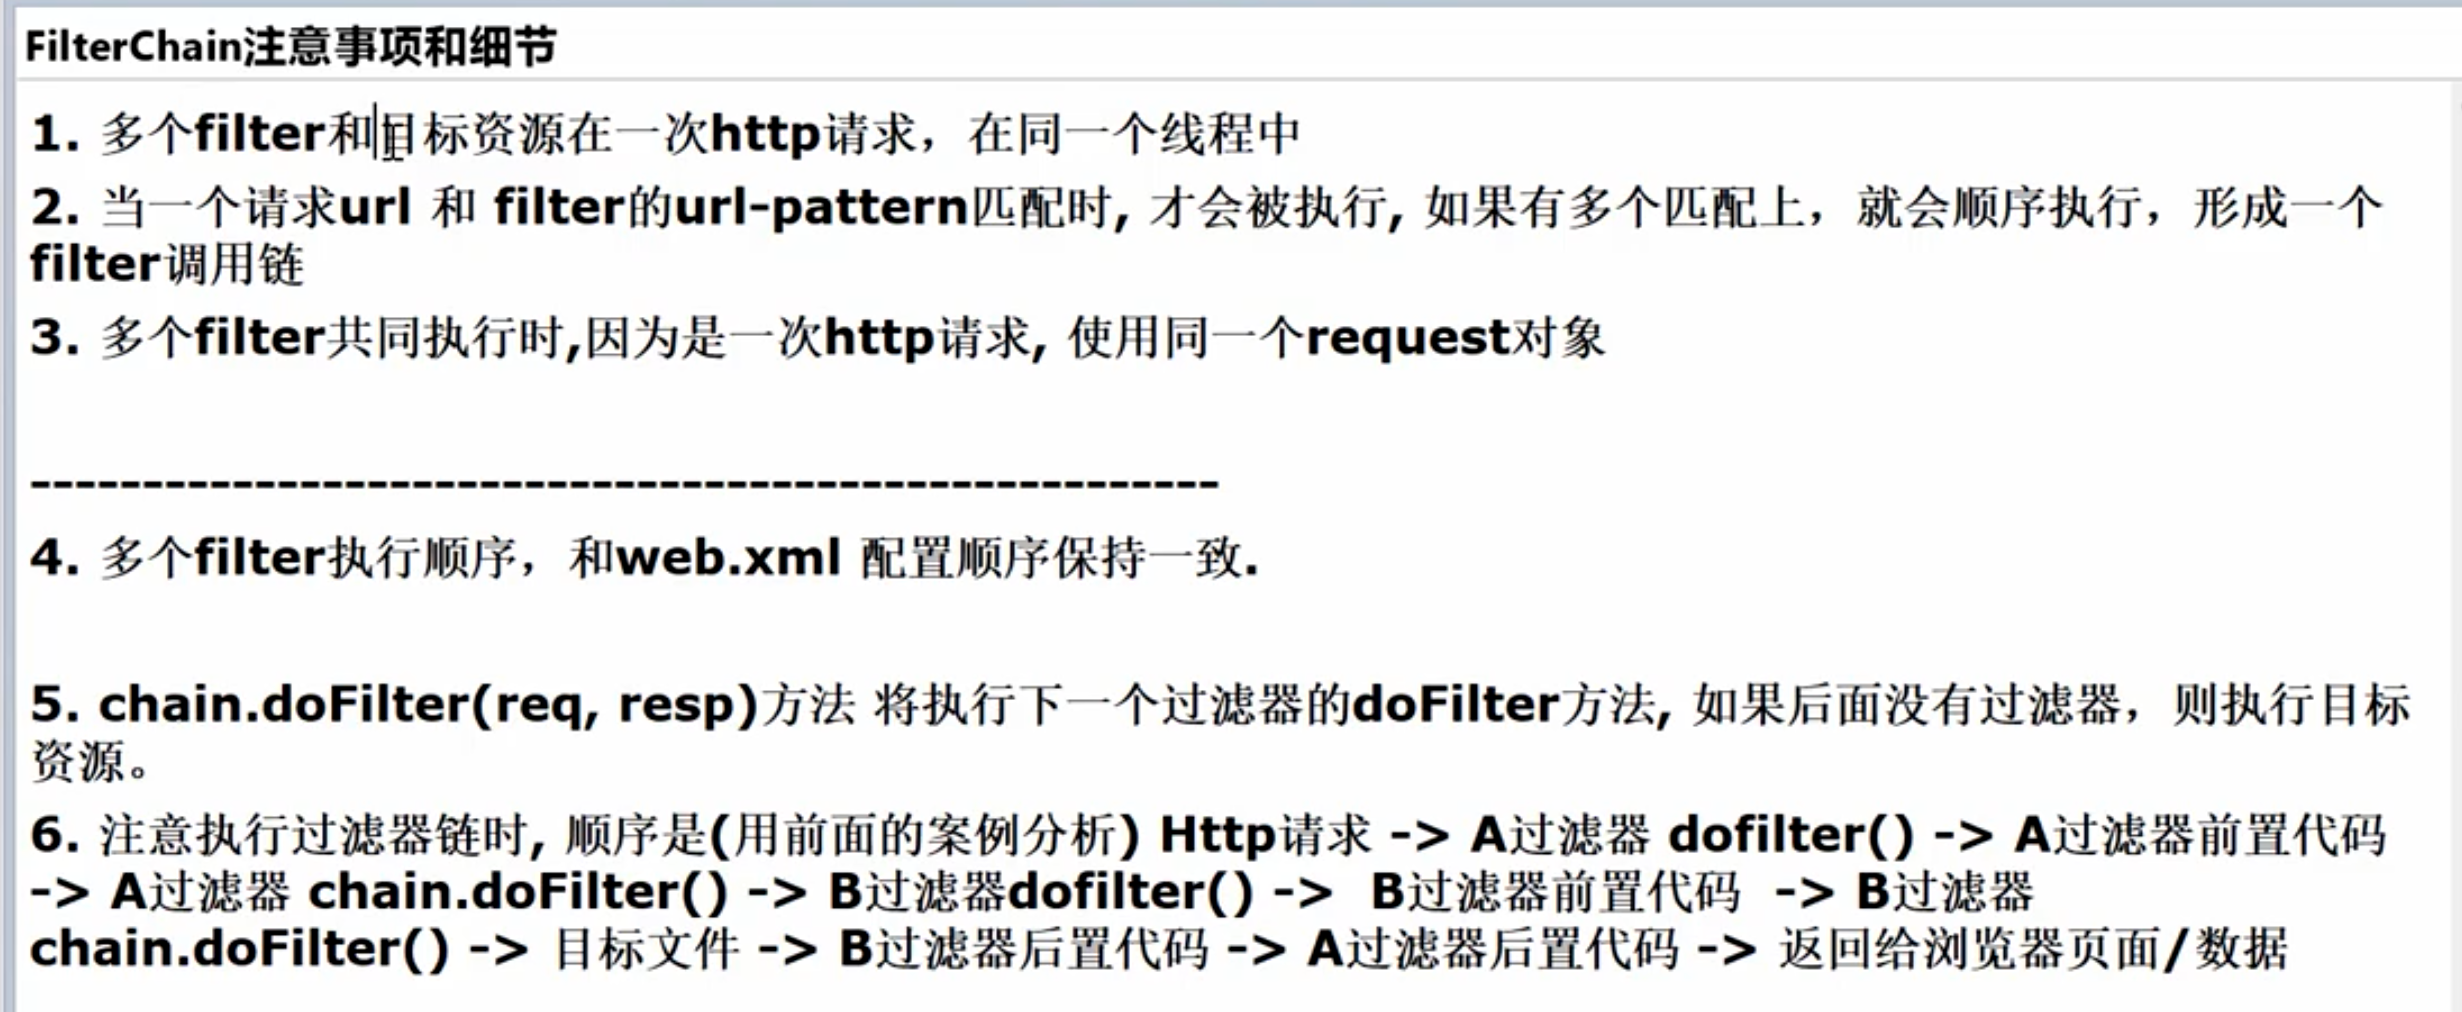 FilterChain注意事项和细节
1. 多个filter和目标资源在一次http请求，在同一个线程中
2. 当一个请求url 和 filter的url-pattern匹配时, 才会被执行, 如果有多个匹配上，就会顺序执行，形成一个
filter调用链
3. 多个filter共同执行时,因为是一次http请求, 使用同一个request对象
-----------------------------------------------------
4. 多个filter执行顺序，和web.xml 配置顺序保持一致.
5. chain.doFilter(req, resp)方法 将执行下一个过滤器的doFilter方法, 如果后面没有过滤器，则执行目标
资源。
6. 注意执行过滤器链时, 顺序是(用前面的案例分析) Http请求 -> A过滤器 dofilter() -> A过滤器前置代码
-> A过滤器 chain.doFilter() -> B过滤器dofilter() -> B过滤器前置代码 -> B过滤器
chain.doFilter() -> 目标文件 -> B过滤器后置代码 -> A过滤器后置代码 -> 返回给浏览器页面/数据